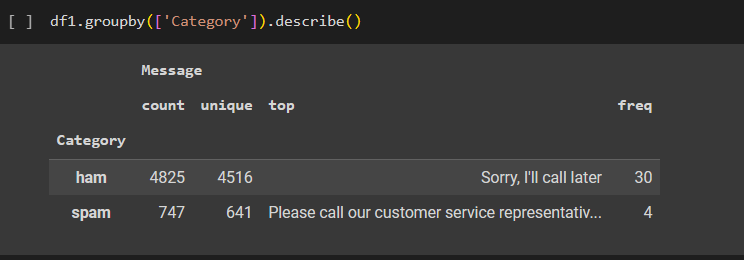 [ ] df1.groupby(['Category']).describe()
Message
count unique top freq
Category
ham 4825 4516 Sorry, I'll call later 30
spam 747 641 Please call our customer service representativ... 4